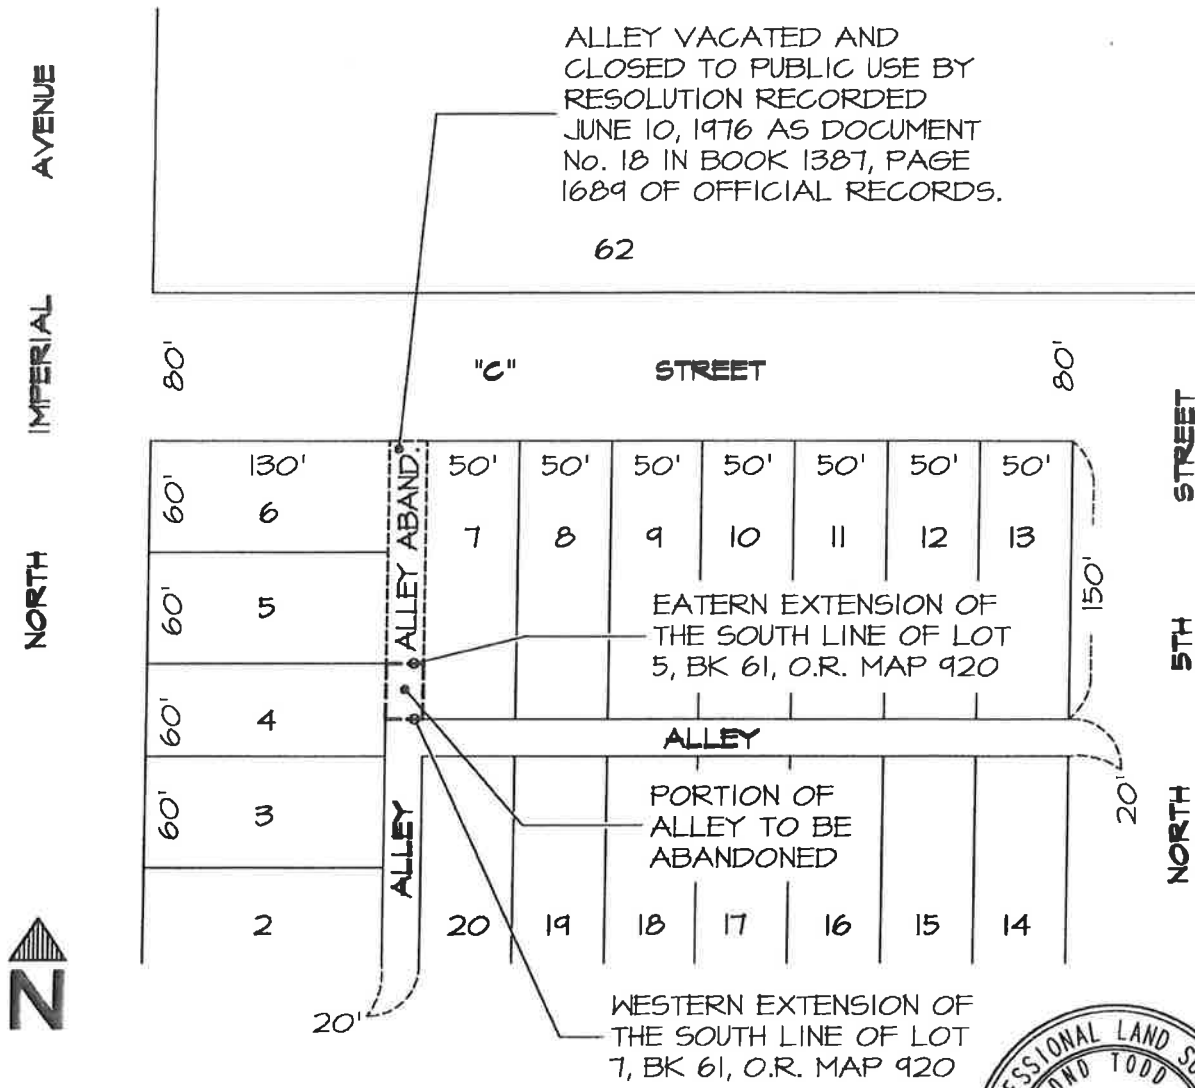 ALLEY VACATED AND
CLOSED TO PUBLIC USE BY
RESOLUTION RECORDED
JUNE 10, 1976 AS DOCUMENT
No. 18 IN BOOK 1387, PAGE
1689 OF OFFICIAL RECORDS.
62
NORTH IMPERIAL AVENUE
80'
"C" STREET
80'
NORTH 5TH STREET
130'
50' 50' 50' 50' 50' 50' 50'
60'
6
ALLEY ABAND.
7 8 9 10 11 12 13
60'
5
150'
EATERN EXTENSION OF
THE SOUTH LINE OF LOT
5, BK 61, O.R. MAP 920
60'
4
ALLEY
20'
60'
3
ALLEY
PORTION OF
ALLEY TO BE
ABANDONED
2
20 19 18 17 16 15 14
N
20'
WESTERN EXTENSION OF
THE SOUTH LINE OF LOT
7, BK 61, O.R. MAP 920
LAND
TODD